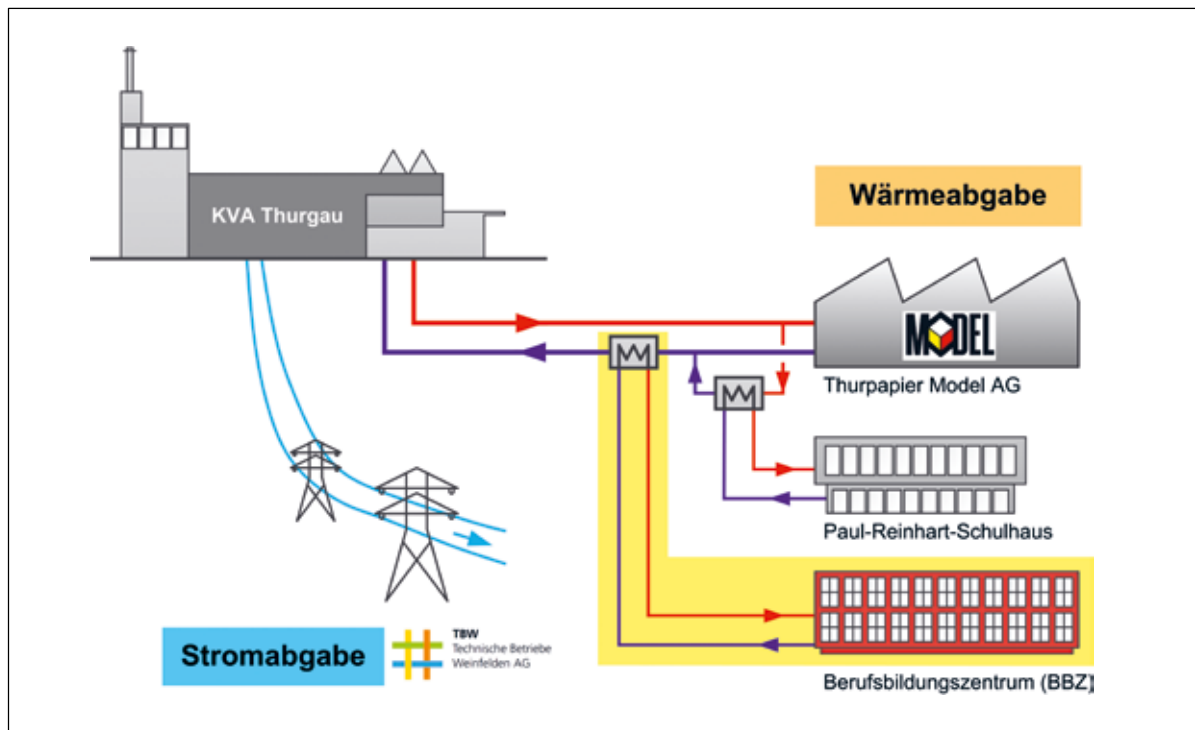 KVA Thurgau
Wärmeabgabe
MODEL
Thurpapier Model AG
Paul-Reinhart-Schulhaus
Berufsbildungszentrum (BBZ)
Stromabgabe
TBW
Technische Betriebe
Weinfelden AG